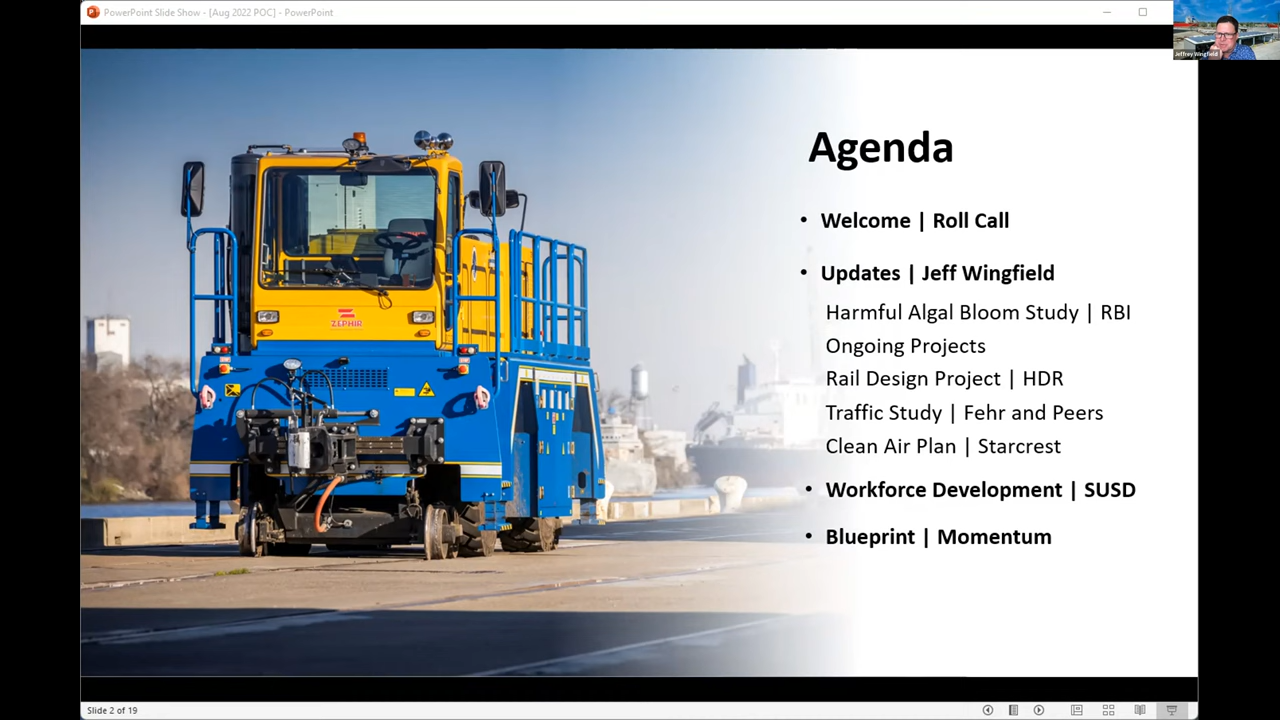 PowerPoint Slide Show - [Aug 2022 POC] - PowerPoint
Jeffrey Wingfield
Agenda
• Welcome | Roll Call
• Updates | Jeff Wingfield
Harmful Algal Bloom Study | RBI
Ongoing Projects
Rail Design Project | HDR
Traffic Study | Fehr and Peers
Clean Air Plan | Starcrest
• Workforce Development | SUSD
• Blueprint | Momentum
ZEPHIR
Slide 2 of 19